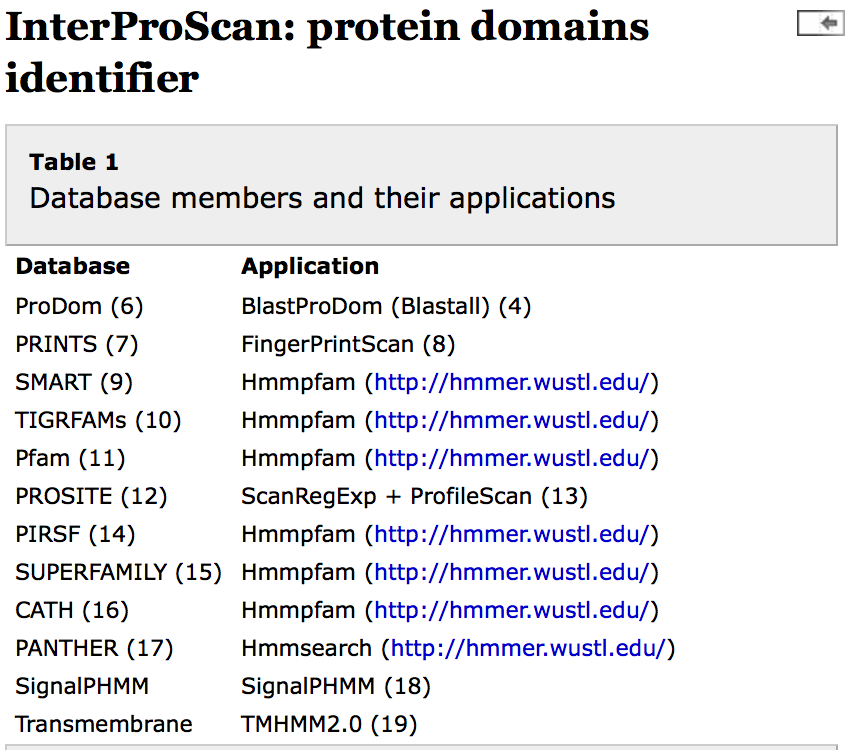 InterProScan: protein domains
identifier
Table 1
Database members and their applications
Database Application
ProDom (6) BlastProDom (Blastall) (4)
PRINTS (7) FingerPrintScan (8)
SMART (9) Hmmpfam (http://hmmer.wustl.edu/)
TIGRFAMs (10) Hmmpfam (http://hmmer.wustl.edu/)
Pfam (11) Hmmpfam (http://hmmer.wustl.edu/)
PROSITE (12) ScanRegExp + ProfileScan (13)
PIRSF (14) Hmmpfam (http://hmmer.wustl.edu/)
SUPERFAMILY (15) Hmmpfam (http://hmmer.wustl.edu/)
CATH (16) Hmmpfam (http://hmmer.wustl.edu/)
PANTHER (17) Hmmsearch (http://hmmer.wustl.edu/)
SignalPHMM SignalPHMM (18)
Transmembrane TMHMM2.0 (19)